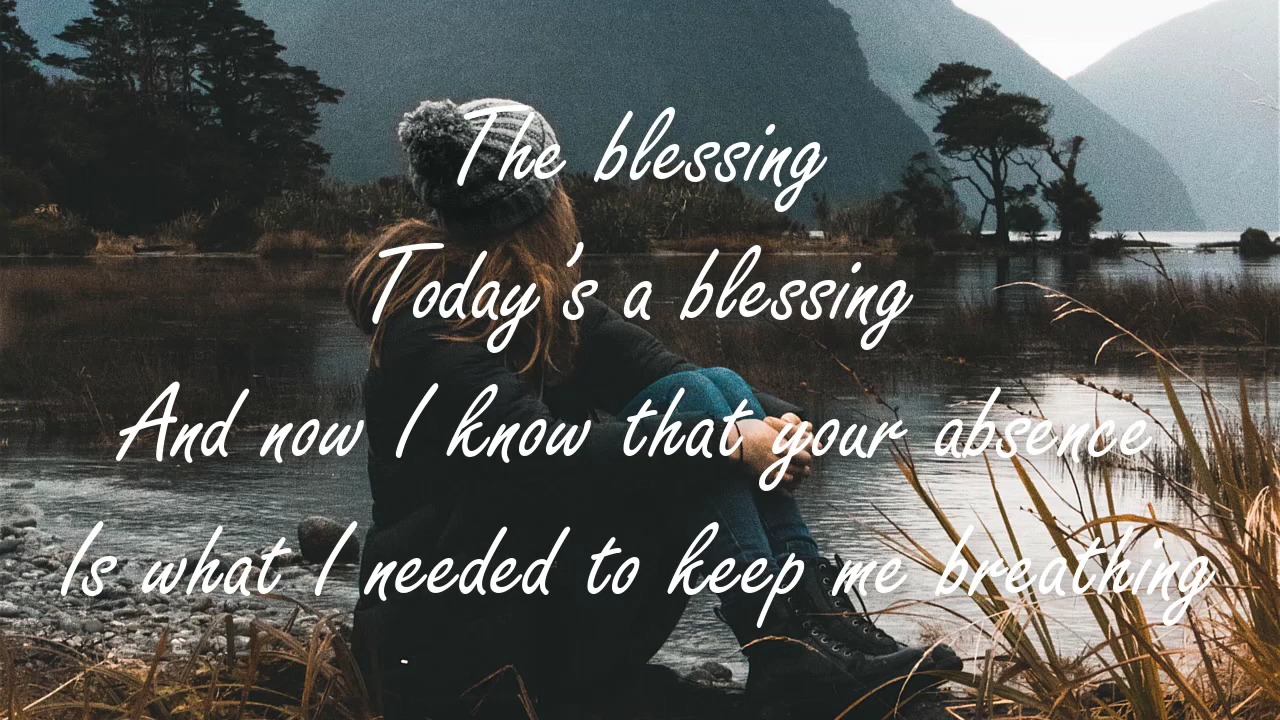 The blessing
Today's a blessing
And now I know that your absence
Is what I needed to keep me breathing